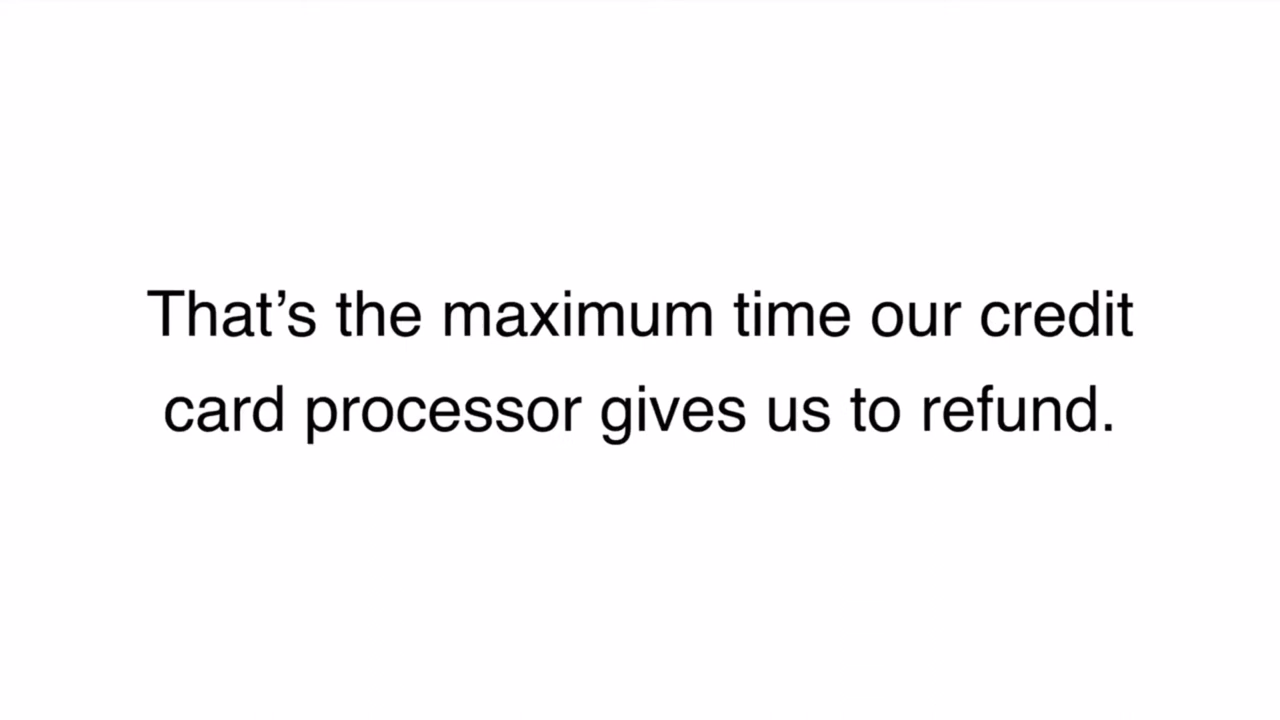 That’s the maximum time our credit
card processor gives us to refund.